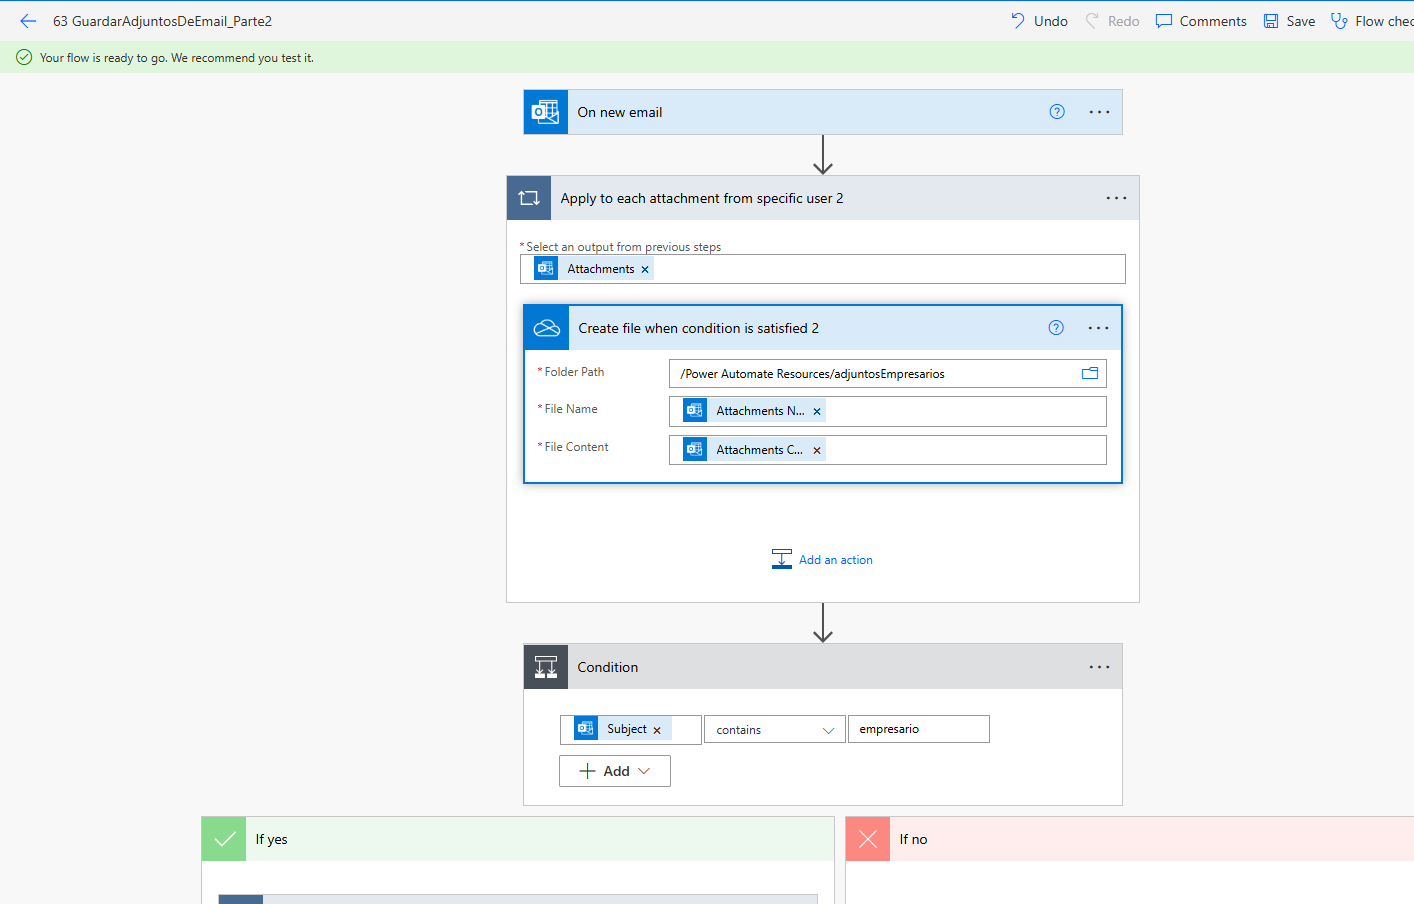 63 GuardarAdjuntosDeEmail_Parte2
Undo
Redo
Comments
Save
Flow chec
Your flow is ready to go. We recommend you test it.
On new email
Apply to each attachment from specific user 2
* Select an output from previous steps
Attachments
Create file when condition is satisfied 2
* Folder Path
/Power Automate Resources/adjuntosEmpresarios
* File Name
Attachments N...
* File Content
Attachments C...
Add an action
Condition
Subject
contains
empresario
Add
If yes
If no